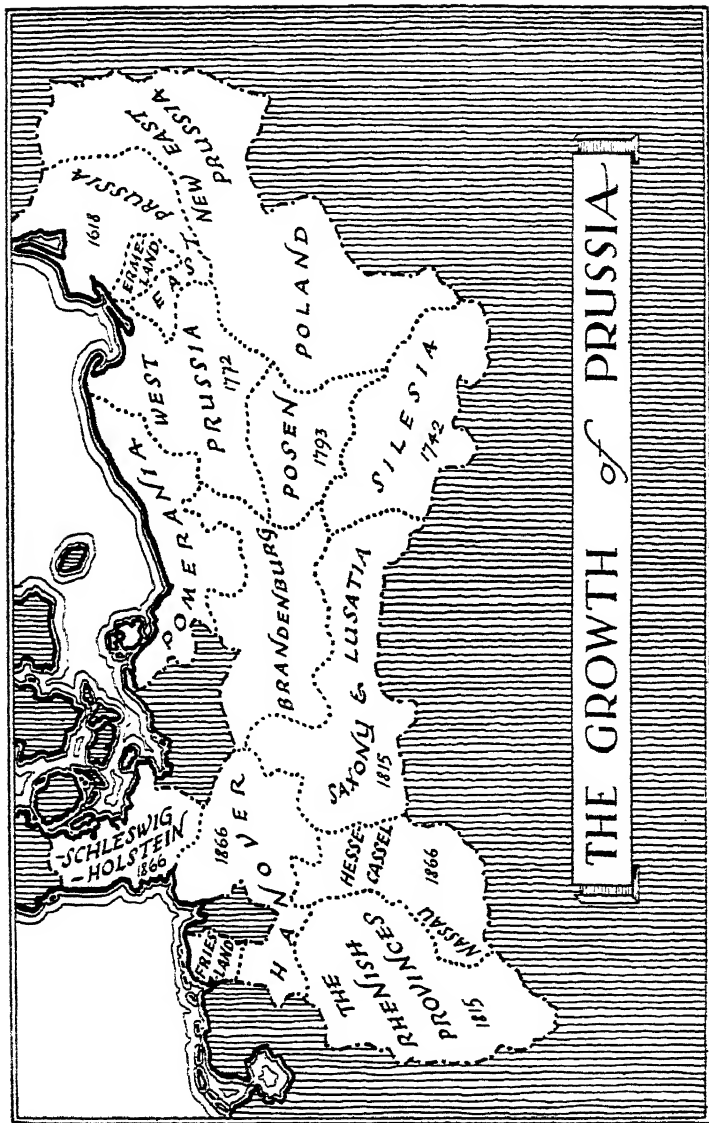 -SCHLESWIG
-HOLSTEIN
1866
FRIES-
LAND
HANOVER
1866
POMERANIA
WEST
PRUSSIA
1772
1618
EAST
PRUSSIA
ERME-
LAND
NEW EAST
PRUSSIA
POLAND
POSEN
1793
SILESIA
1742
BRANDENBURG
SAXONY & LUSATIA
1815
HESSE-
CASSEL
1866
NASSAU
THE
RHENISH
PROVINCES
1815
THE GROWTH of PRUSSIA